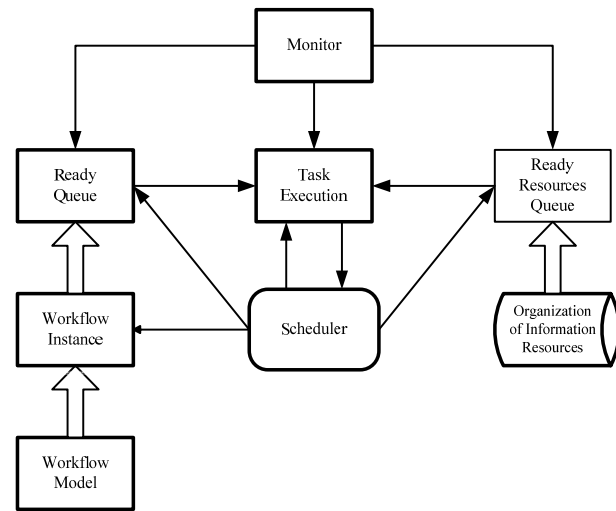 Monitor
Ready
Queue
Task
Execution
Ready
Resources
Queue
Workflow
Instance
Scheduler
Organization
of Information
Resources
Workflow
Model